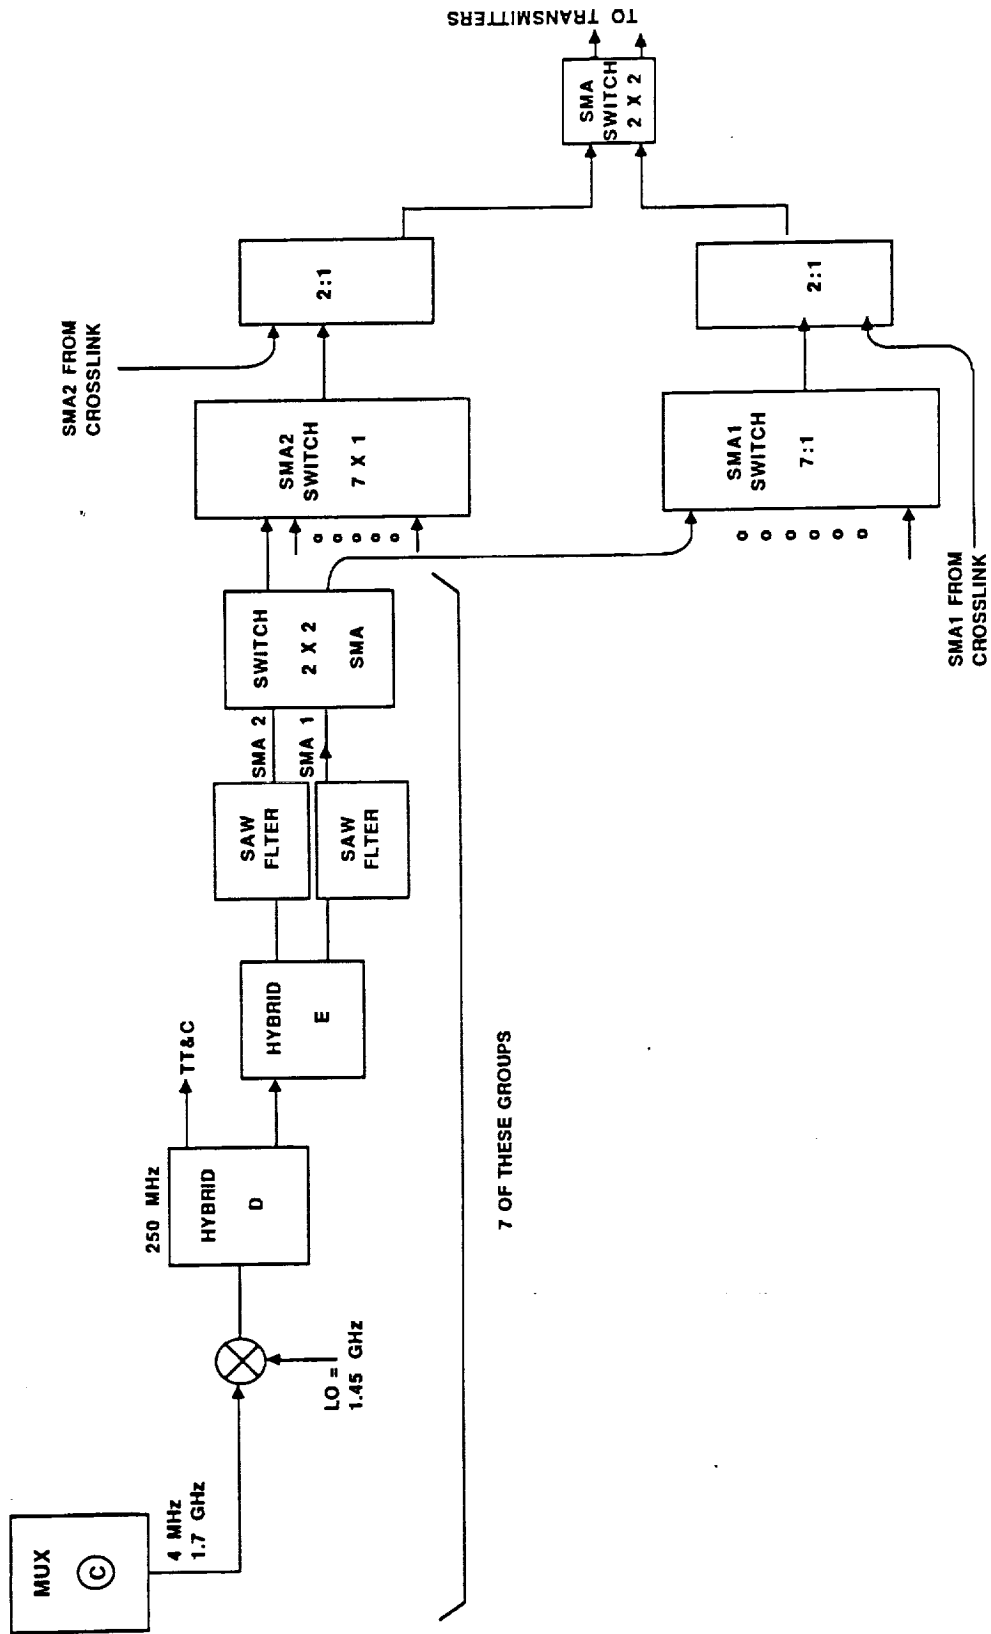 MUX
C
4 MHz
1.7 GHz
LO =
1.45 GHz
250 MHz
HYBRID
D
TT&C
HYBRID
E
SAW
FLTER
SAW
FLTER
SMA 2
SMA 1
SWITCH
2 X 2
SMA
7 OF THESE GROUPS
SMA2
SWITCH
7 X 1
SMA2 FROM
CROSSLINK
2:1
SMA1
SWITCH
7:1
SMA1 FROM
CROSSLINK
2:1
SMA
SWITCH
2 X 2
TO TRANSMITTERS